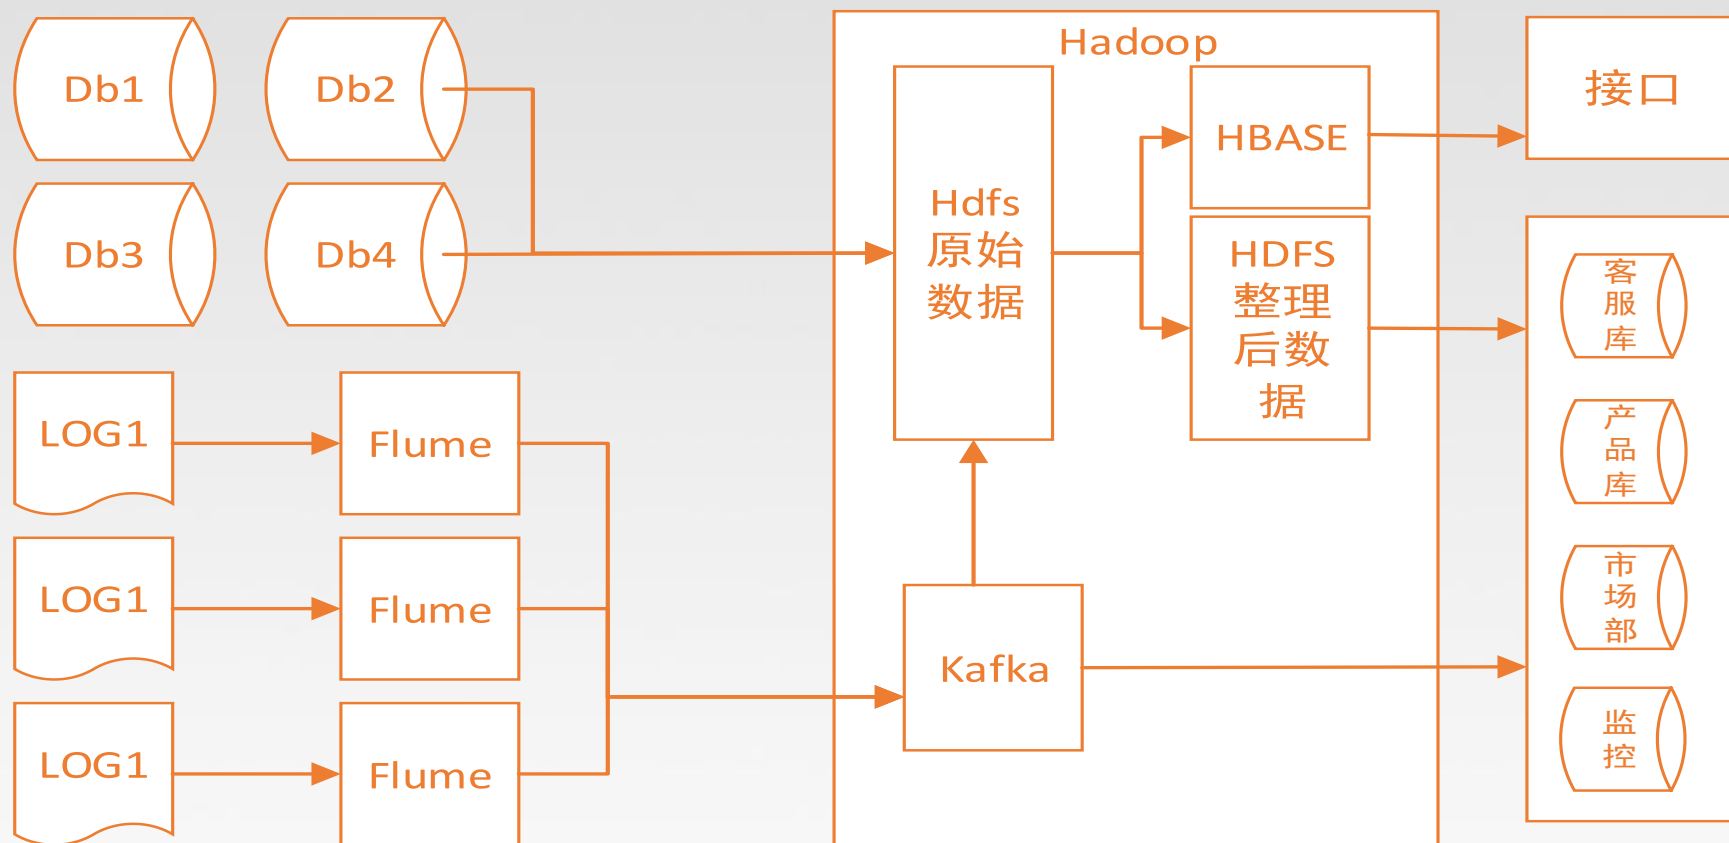 Db1
Db2
Db3
Db4
LOG1
Flume
LOG1
Flume
LOG1
Flume
Hadoop
Hdfs
原始
数据
HBASE
HDFS
整理
后数
据
Kafka
接口
客
服
库
产
品
库
市
场
部
监
控